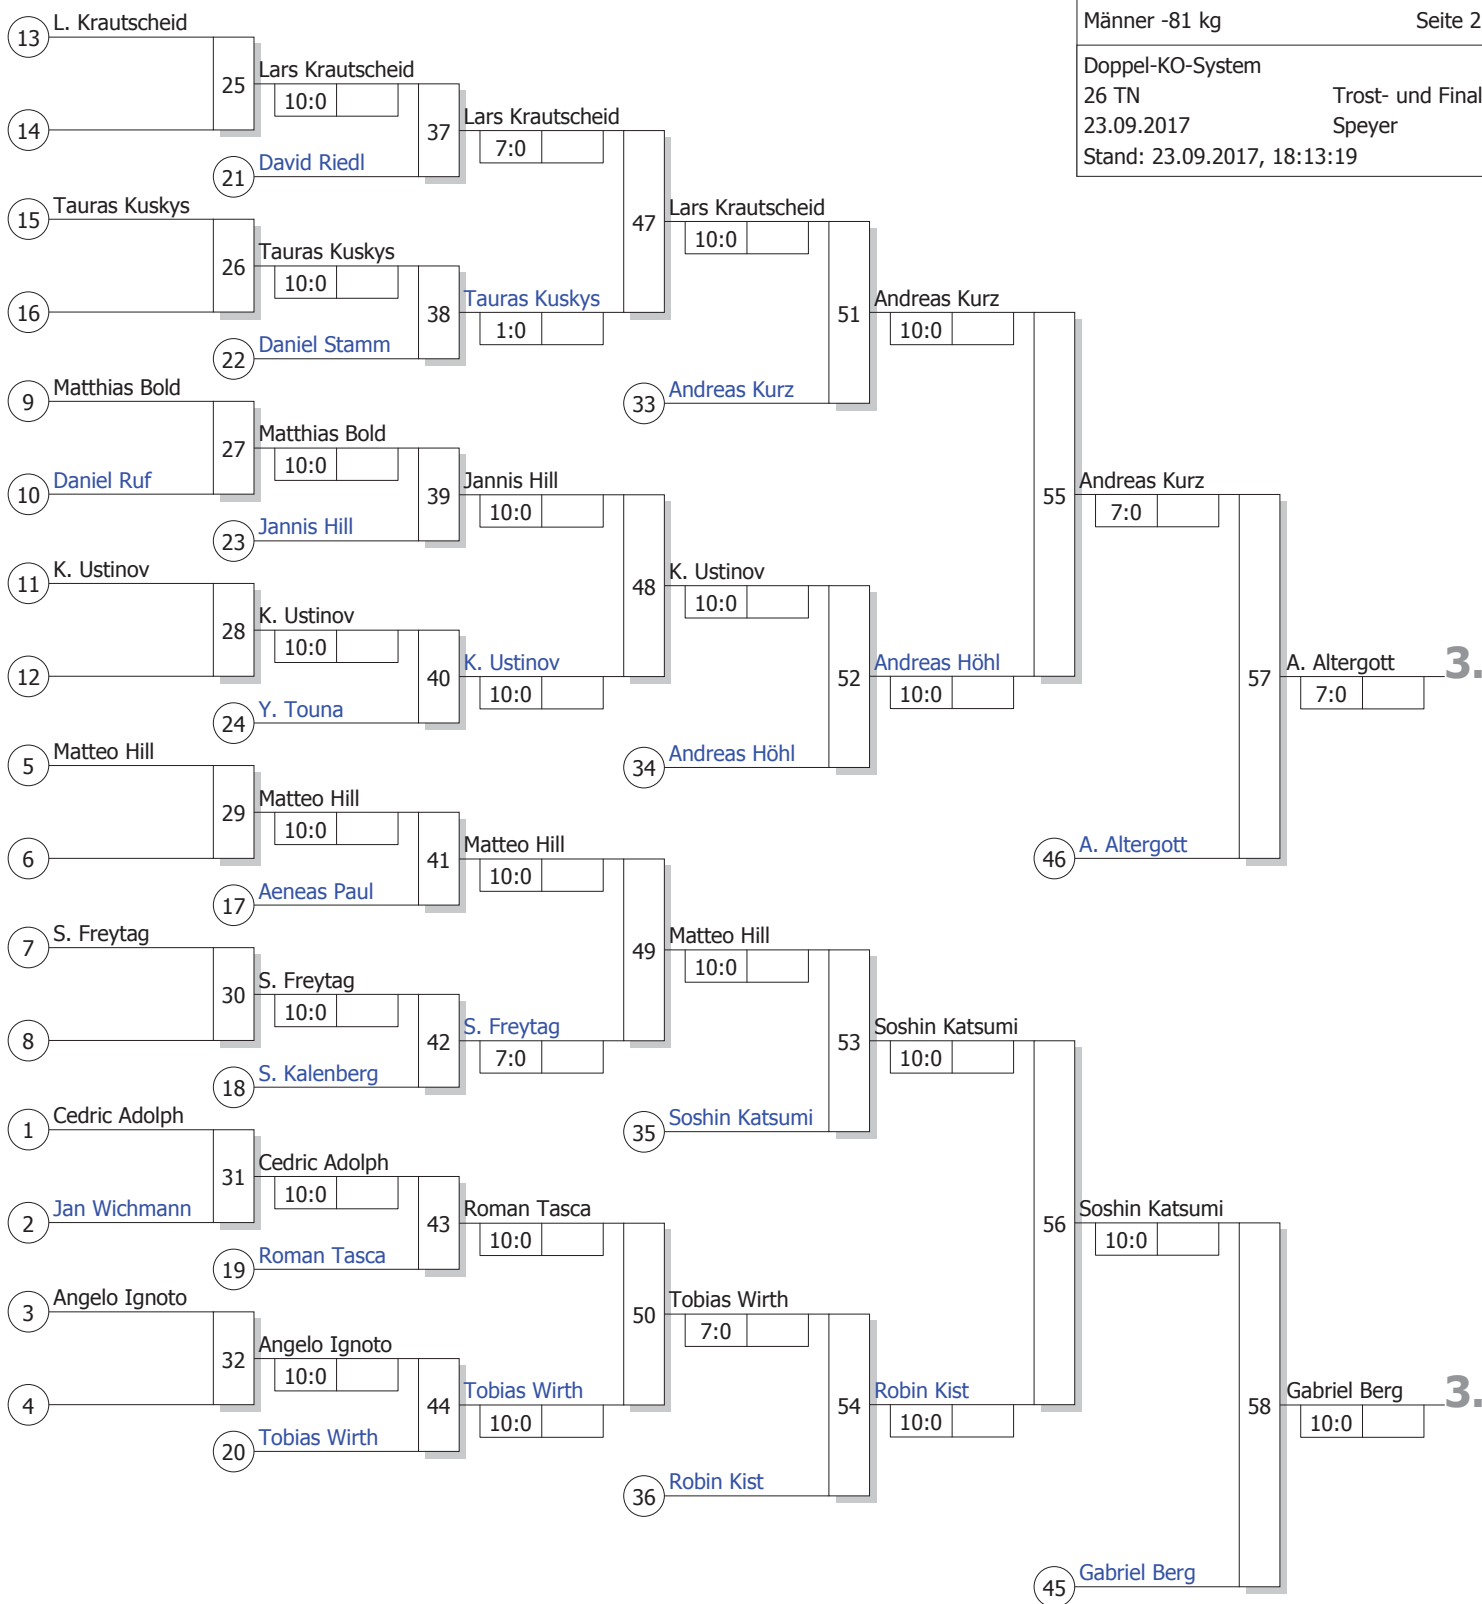 Männer -81 kg Seite 2
Doppel-KO-System
26 TN Trost- und Final
23.09.2017 Speyer
Stand: 23.09.2017, 18:13:19
13 L. Krautscheid
25 Lars Krautscheid
10:0
14
37 Lars Krautscheid
7:0
21 David Riedl
15 Tauras Kuskys
47 Lars Krautscheid
10:0
26 Tauras Kuskys
10:0
16
38 Tauras Kuskys
1:0
22 Daniel Stamm
51 Andreas Kurz
10:0
9 Matthias Bold
33 Andreas Kurz
27 Matthias Bold
10:0
10 Daniel Ruf
39 Jannis Hill
10:0
23 Jannis Hill
55 Andreas Kurz
7:0
11 K. Ustinov
48 K. Ustinov
10:0
28 K. Ustinov
10:0
12
40 K. Ustinov
10:0
24 Y. Touna
52 Andreas Höhl
10:0
57 A. Altergott 3.
7:0
5 Matteo Hill
34 Andreas Höhl
29 Matteo Hill
10:0
6
41 Matteo Hill
10:0
46 A. Altergott
17 Aeneas Paul
7 S. Freytag
49 Matteo Hill
10:0
30 S. Freytag
10:0
8
42 S. Freytag
7:0
18 S. Kalenberg
53 Soshin Katsumi
10:0
1 Cedric Adolph
35 Soshin Katsumi
31 Cedric Adolph
10:0
2 Jan Wichmann
43 Roman Tasca
10:0
19 Roman Tasca
56 Soshin Katsumi
10:0
3 Angelo Ignoto
50 Tobias Wirth
7:0
32 Angelo Ignoto
10:0
4
44 Tobias Wirth
10:0
20 Tobias Wirth
54 Robin Kist
10:0
58 Gabriel Berg 3.
10:0
36 Robin Kist
45 Gabriel Berg